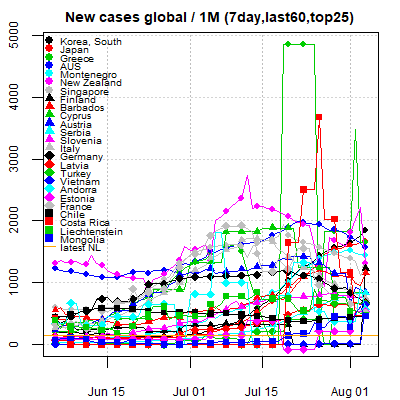 New cases global / 1M (7day,last60,top25)
5000
4000
3000
2000
1000
0
Korea, South
Japan
Greece
AUS
Montenegro
New Zealand
Singapore
Finland
Barbados
Cyprus
Austria
Serbia
Slovenia
Italy
Germany
Latvia
Turkey
Vietnam
Andorra
Estonia
France
Chile
Costa Rica
Liechtenstein
Mongolia
latest NL
Jun 15
Jul 01
Jul 15
Aug 01